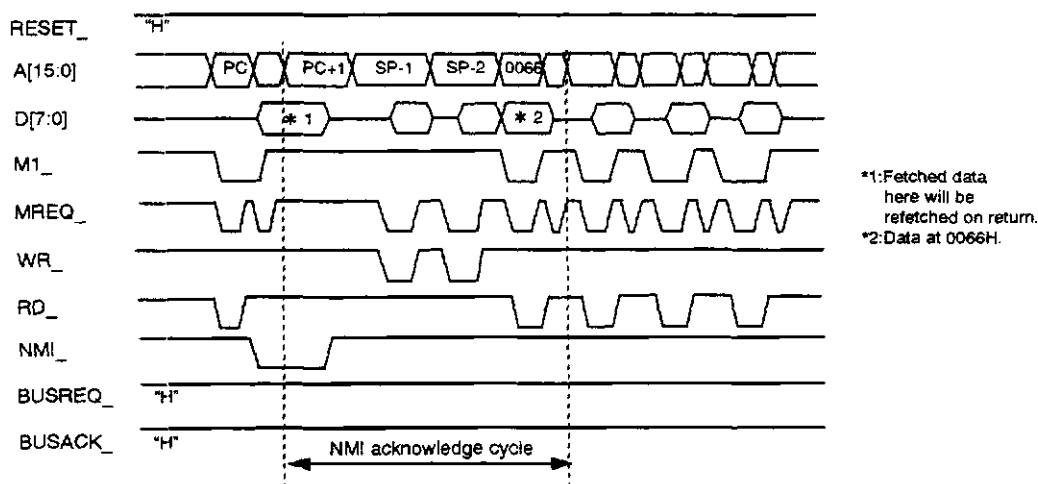 RESET_ "H"
A[15:0] PC PC+1 SP-1 SP-2 0066
D[7:0] * 1 * 2
M1_
MREQ_
WR_
RD_
NMI_
BUSREQ_ "H"
BUSACK_ "H"
NMI acknowledge cycle
*1:Fetched data
here will be
refetched on return.
*2:Data at 0066H.